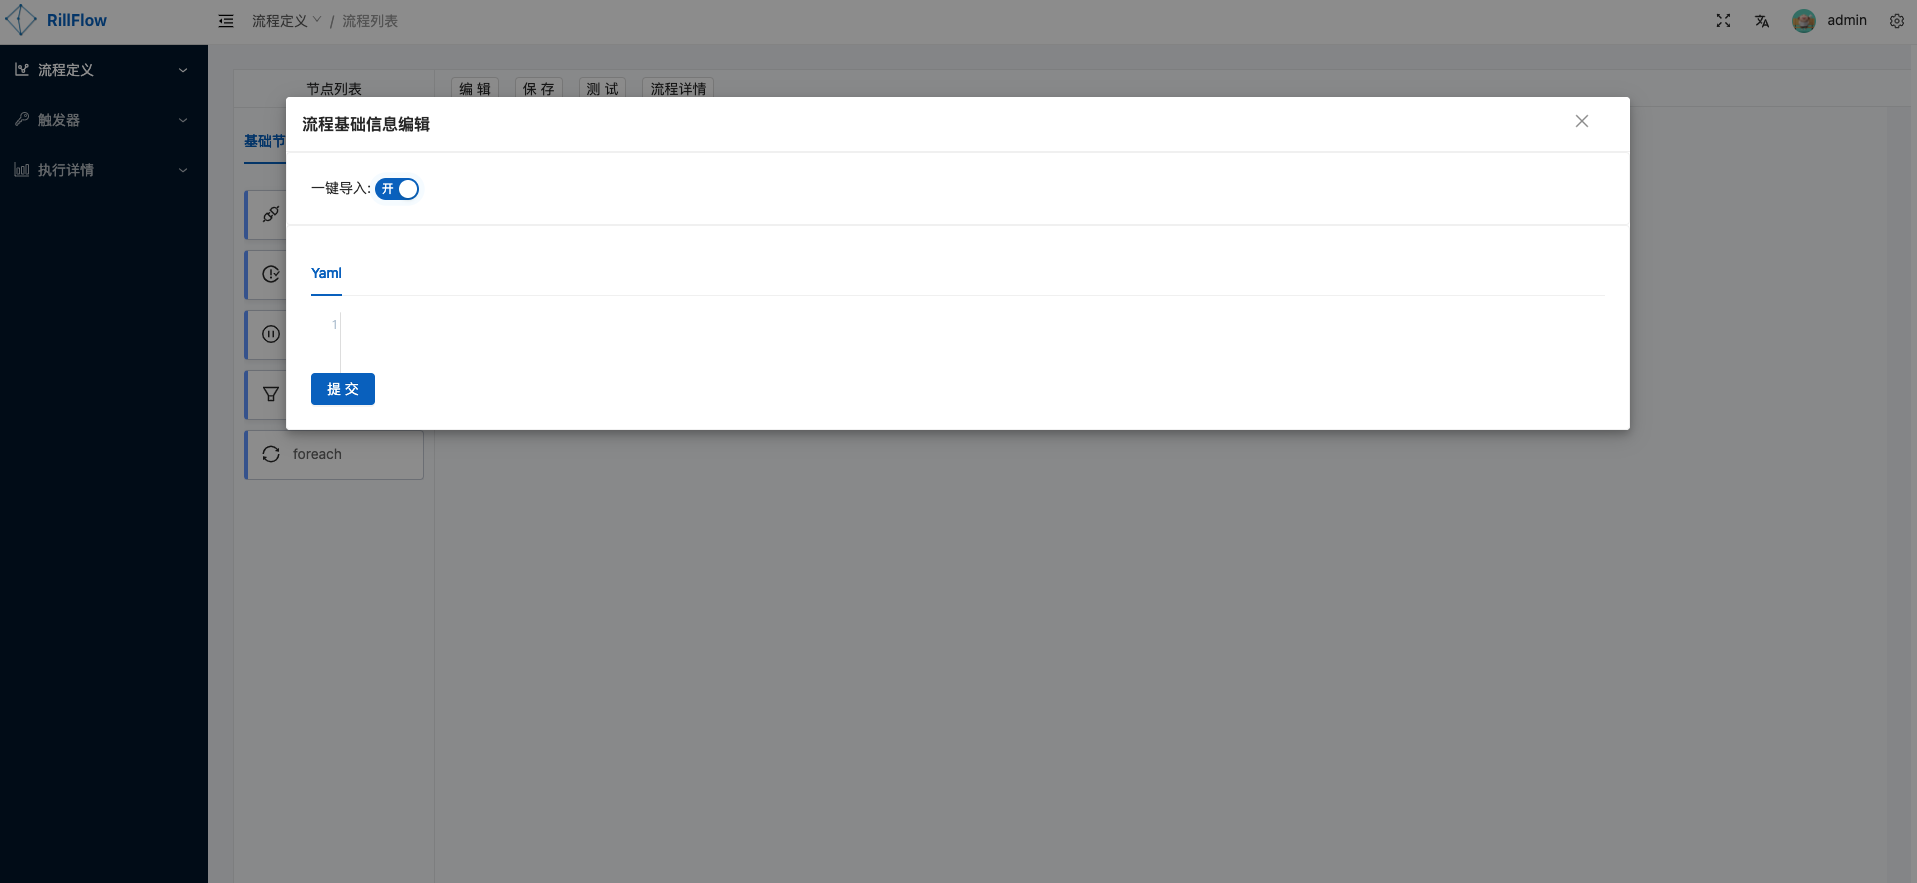 RillFlow
流程定义 / 流程列表
admin
流程定义
触发器
执行详情
节点列表
编 辑
保 存
测 试
流程详情
基础节
流程基础信息编辑
一键导入: 开
Yaml
1
提 交
foreach